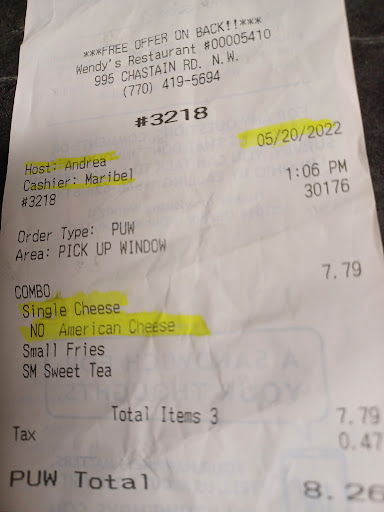 ***FREE OFFER ON BACK!!***
Wendy's Restaurant #00005410
995 CHASTAIN RD. N.W.
(770) 419-5694
#3218
Host: Andrea 05/20/2022
Cashier: Maribel 1:06 PM
#3218 30176
Order Type: PUW
Area: PICK UP WINDOW
COMBO 7.79
Single Cheese
NO American Cheese
Small Fries
SM Sweet Tea
Total Items 3 7.79
Tax 0.47
PUW Total 8.26